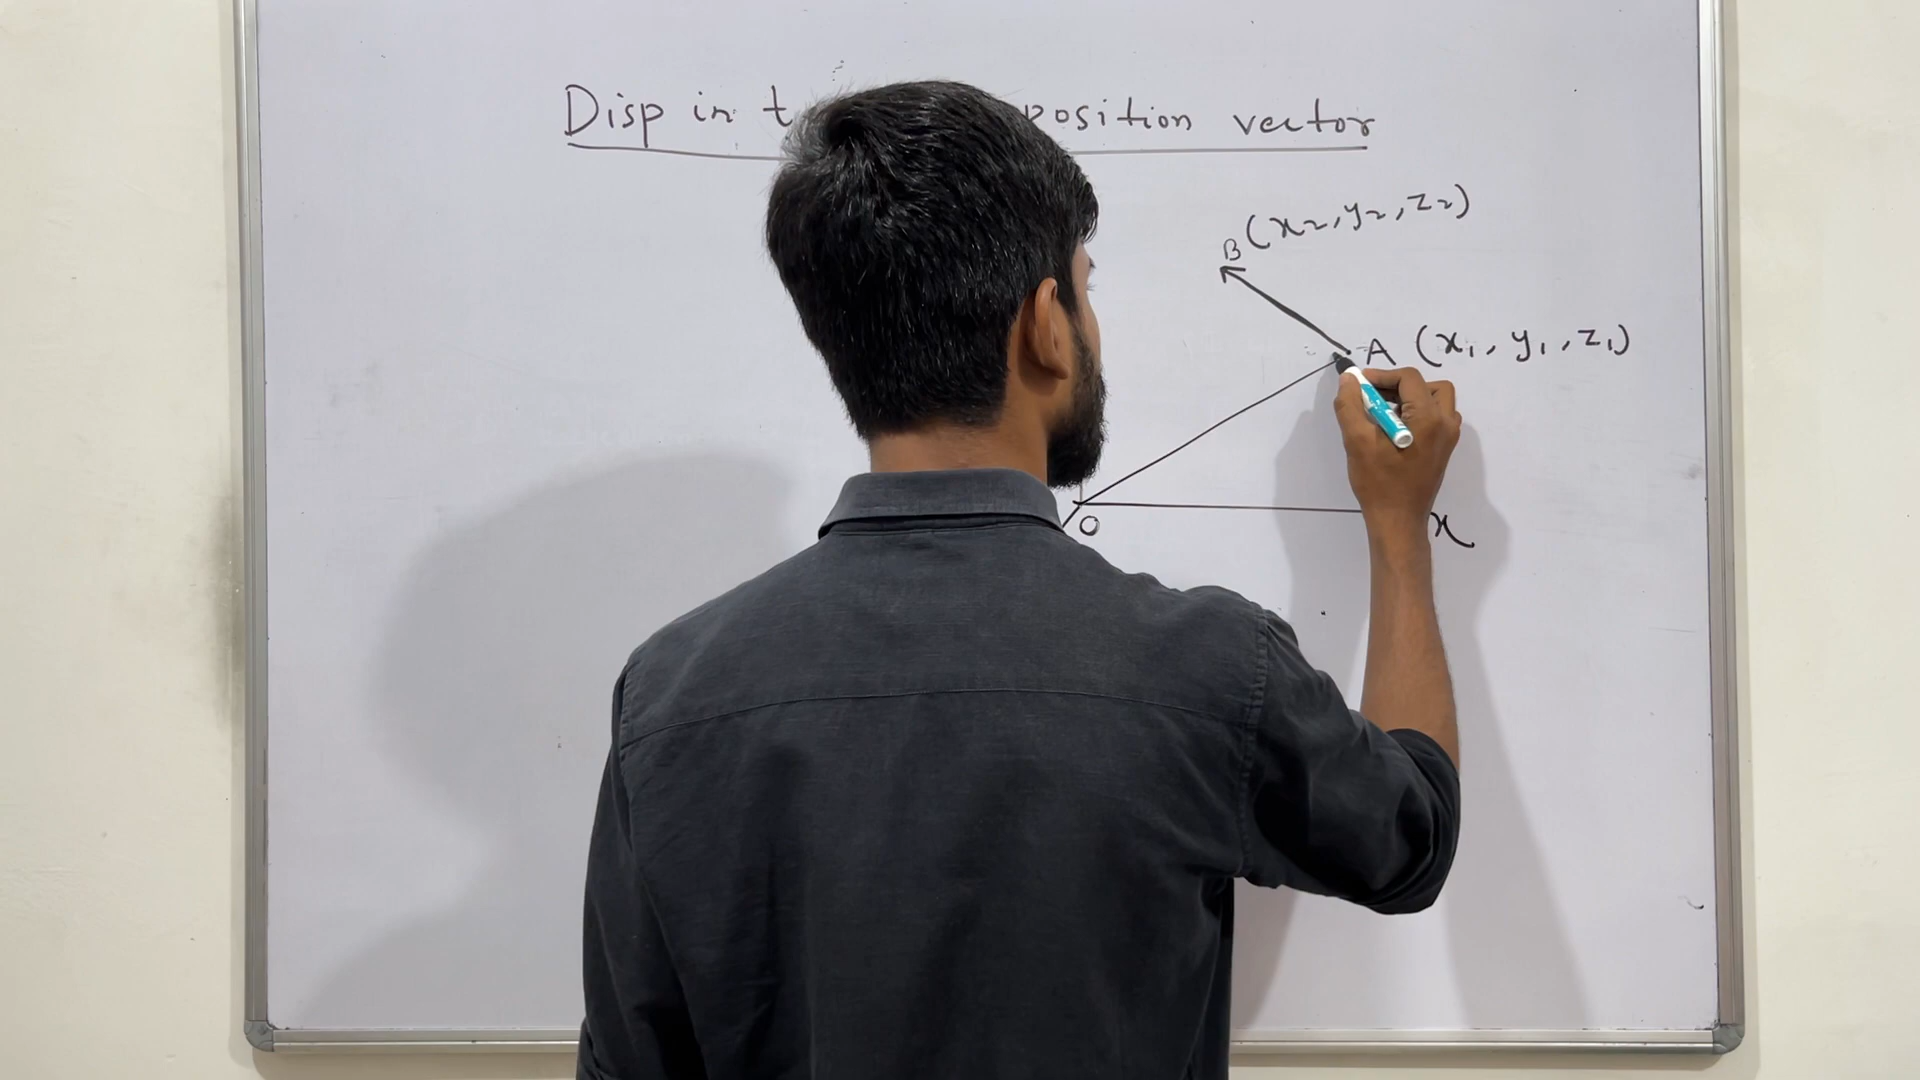 Disp in position vector
B (x₂, y₂, z₂)
A (x₁, y₁, z₁)
O
x